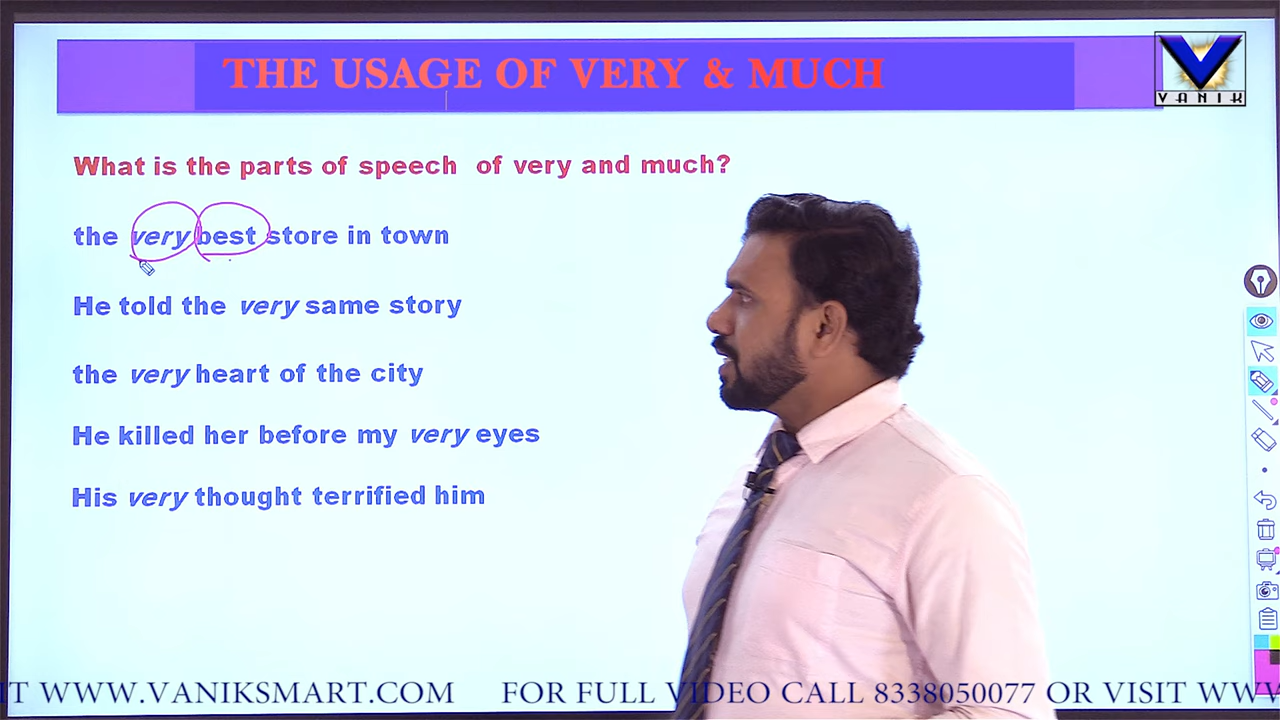 THE USAGE OF VERY & MUCH
VANIK
What is the parts of speech of very and much?
the very best store in town
He told the very same story
the very heart of the city
He killed her before my very eyes
His very thought terrified him
IT WWW.VANIKSMART.COM FOR FULL VIDEO CALL 8338050077 OR VISIT WWW